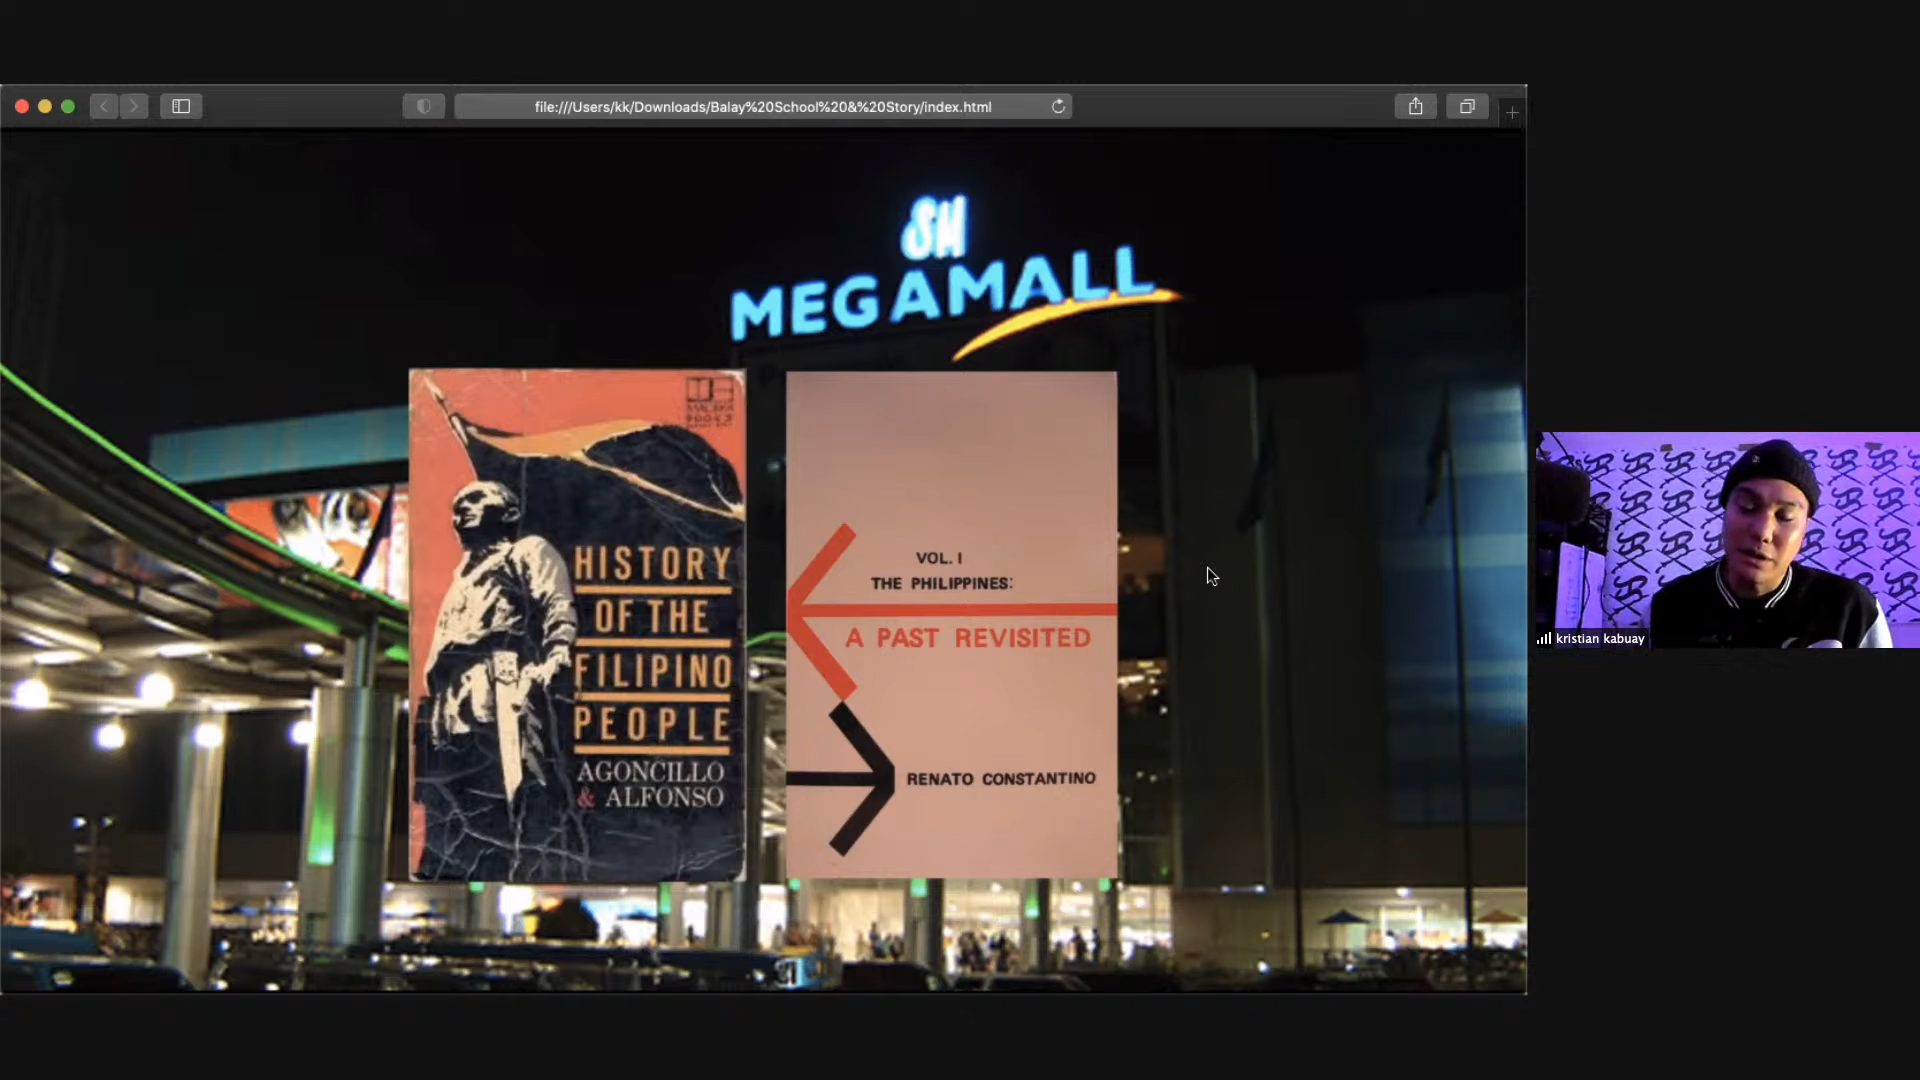 file:///Users/kk/Downloads/Balay%20School%20&%20Story/index.html
SM
MEGAMALL
HISTORY
OF THE
FILIPINO
PEOPLE
AGONCILLO
& ALFONSO
VOL. I
THE PHILIPPINES:
A PAST REVISITED
RENATO CONSTANTINO
kristian kabuay